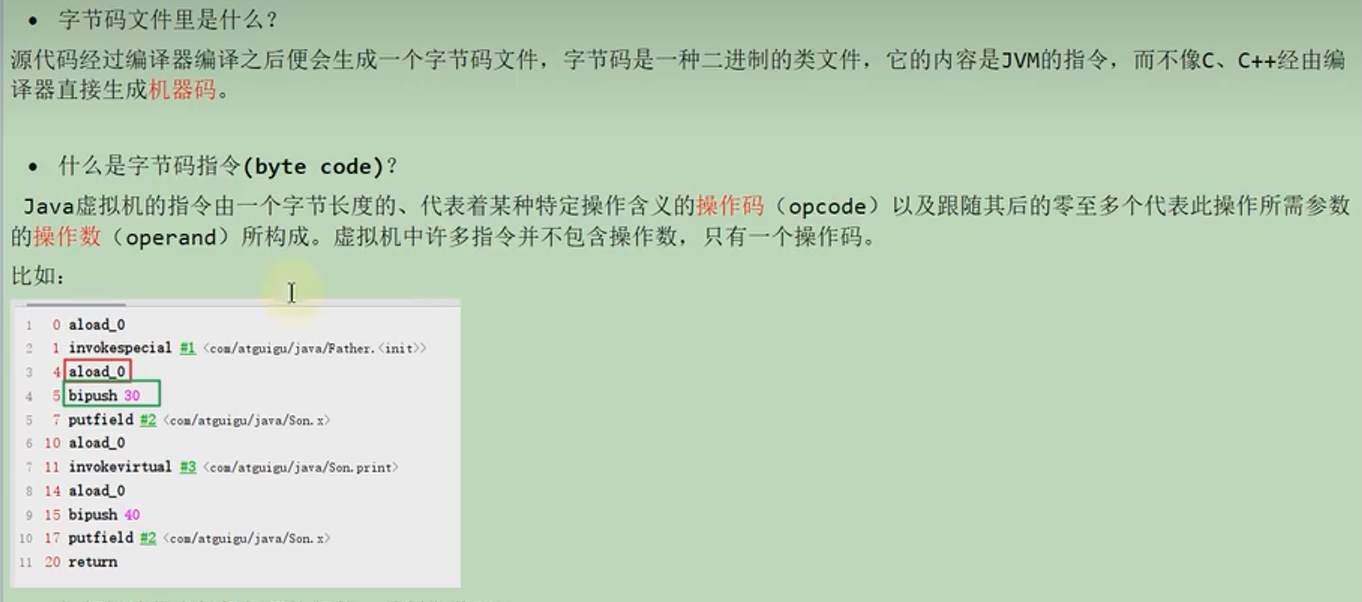 • 字节码文件里是什么？
源代码经过编译器编译之后便会生成一个字节码文件，字节码是一种二进制的类文件，它的内容是JVM的指令，而不像C、C++经由编
译器直接生成机器码。
• 什么是字节码指令(byte code)？
Java虚拟机的指令由一个字节长度的、代表着某种特定操作含义的操作码（opcode）以及跟随其后的零至多个代表此操作所需参数
的操作数（operand）所构成。虚拟机中许多指令并不包含操作数，只有一个操作码。
比如：
1 0 aload_0
2 1 invokespecial #1 <com/atguigu/java/Father.<init>>
3 4 aload_0
4 5 bipush 30
5 7 putfield #2 <com/atguigu/java/Son.x>
6 10 aload_0
7 11 invokevirtual #3 <com/atguigu/java/Son.print>
8 14 aload_0
9 15 bipush 40
10 17 putfield #2 <com/atguigu/java/Son.x>
11 20 return